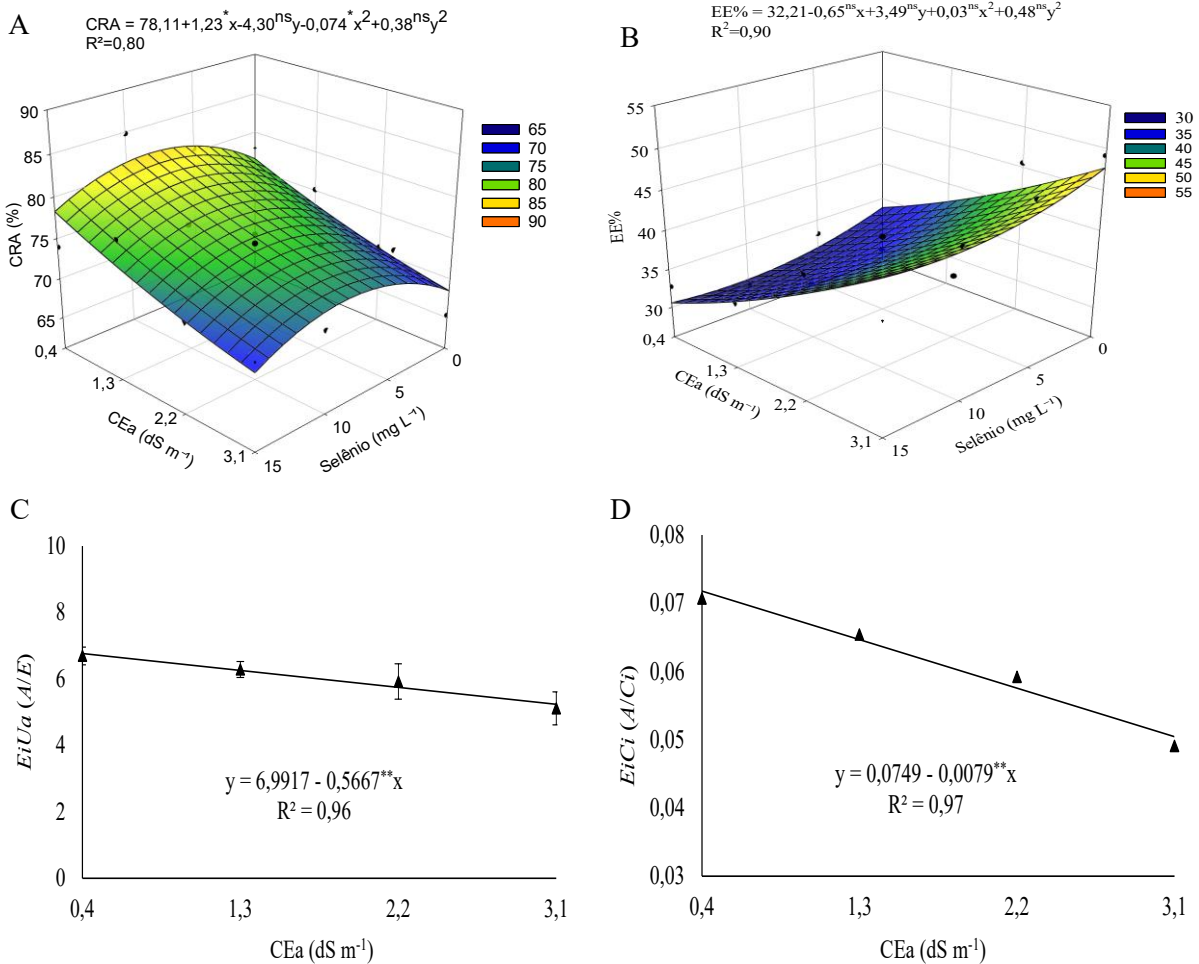 A
CRA = 78,11+1,23*x-4,30nsy-0,074*x2+0,38nsy2
R²=0,80
90
85
80
75
70
65
CRA (%)
0,4
1,3
2,2
3,1
CEa (dS m⁻¹)
15
10
5
0
Selênio (mg L⁻¹)
65
70
75
80
85
90
B
EE% = 32,21-0,65nsx+3,49nsy+0,03nsx2+0,48nsy2
R2=0,90
55
50
45
40
35
30
EE%
0,4
1,3
2,2
3,1
CEa (dS m⁻¹)
15
10
5
0
Selênio (mg L⁻¹)
30
35
40
45
50
55
C
10
8
6
4
2
0
EiUa (A/E)
y = 6,9917 - 0,5667**x
R² = 0,96
0,4 1,3 2,2 3,1
CEa (dS m-1)
D
0,08
0,07
0,06
0,05
0,04
0,03
EiCi (A/Ci)
y = 0,0749 - 0,0079**x
R² = 0,97
0,4 1,3 2,2 3,1
CEa (dS m-1)